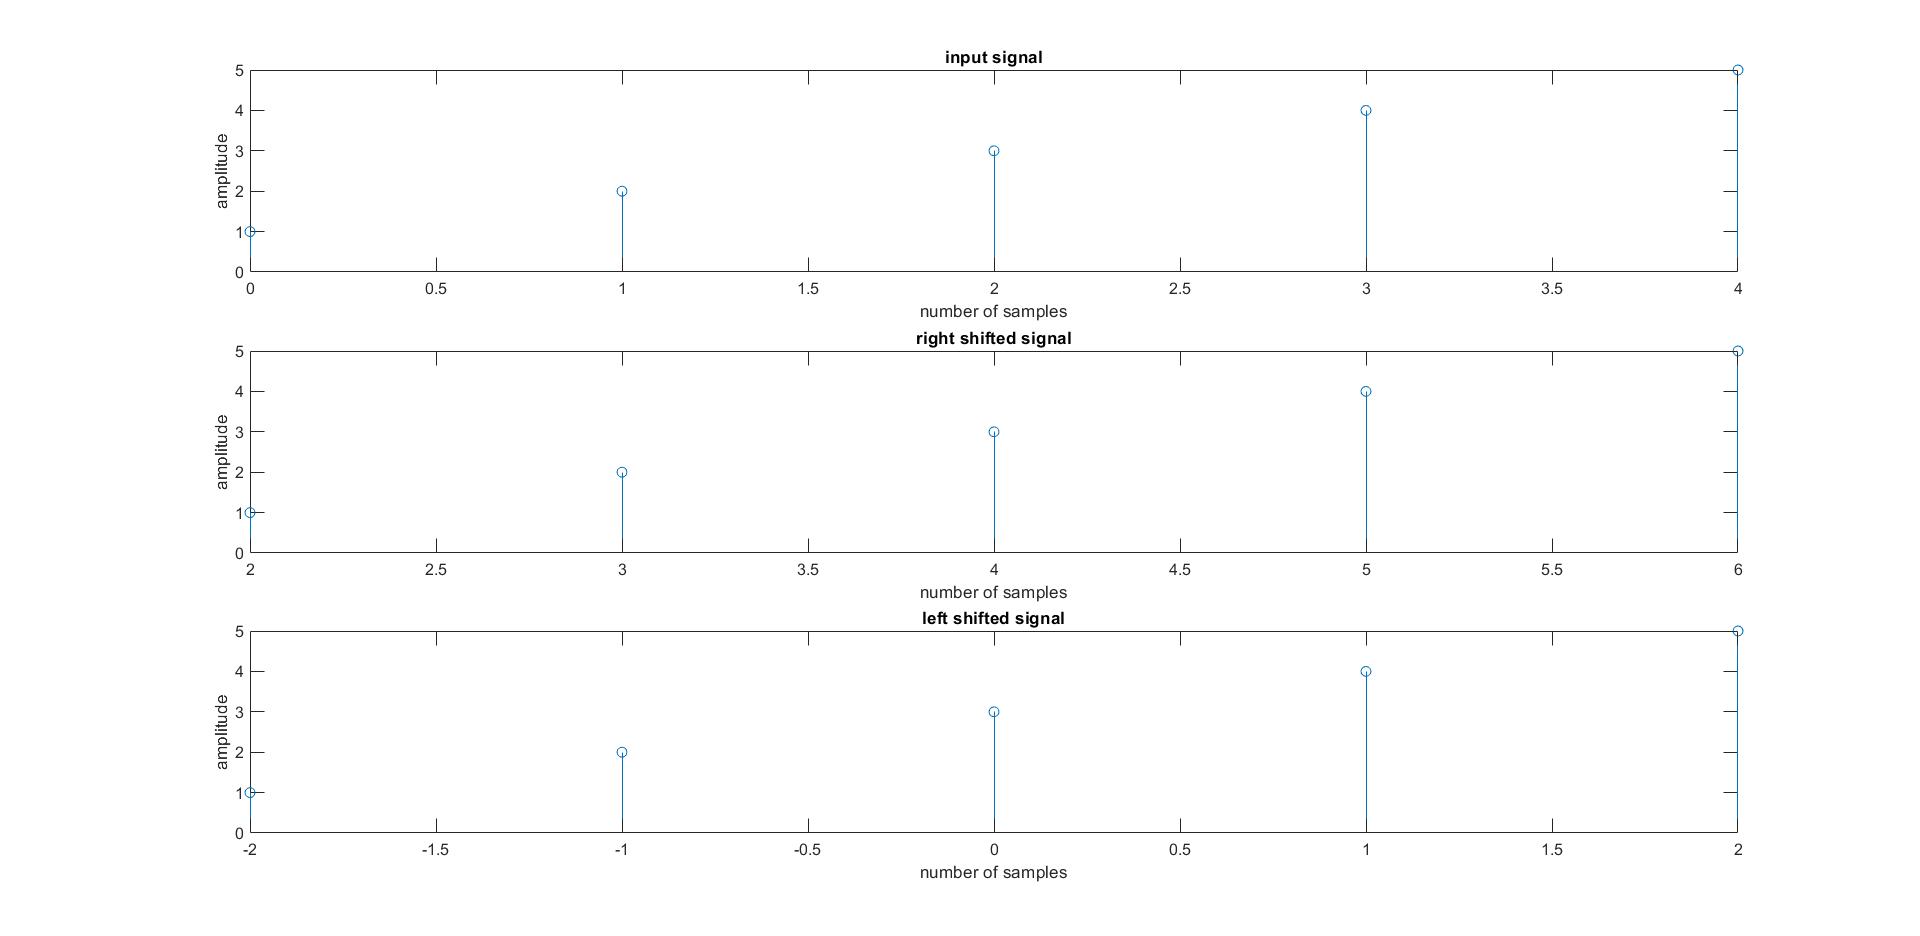 input signal
5
4
3
2
1
0
amplitude
0 0.5 1 1.5 2 2.5 3 3.5 4
number of samples
right shifted signal
5
4
3
2
1
0
amplitude
2 2.5 3 3.5 4 4.5 5 5.5 6
number of samples
left shifted signal
5
4
3
2
1
0
amplitude
-2 -1.5 -1 -0.5 0 0.5 1 1.5 2
number of samples